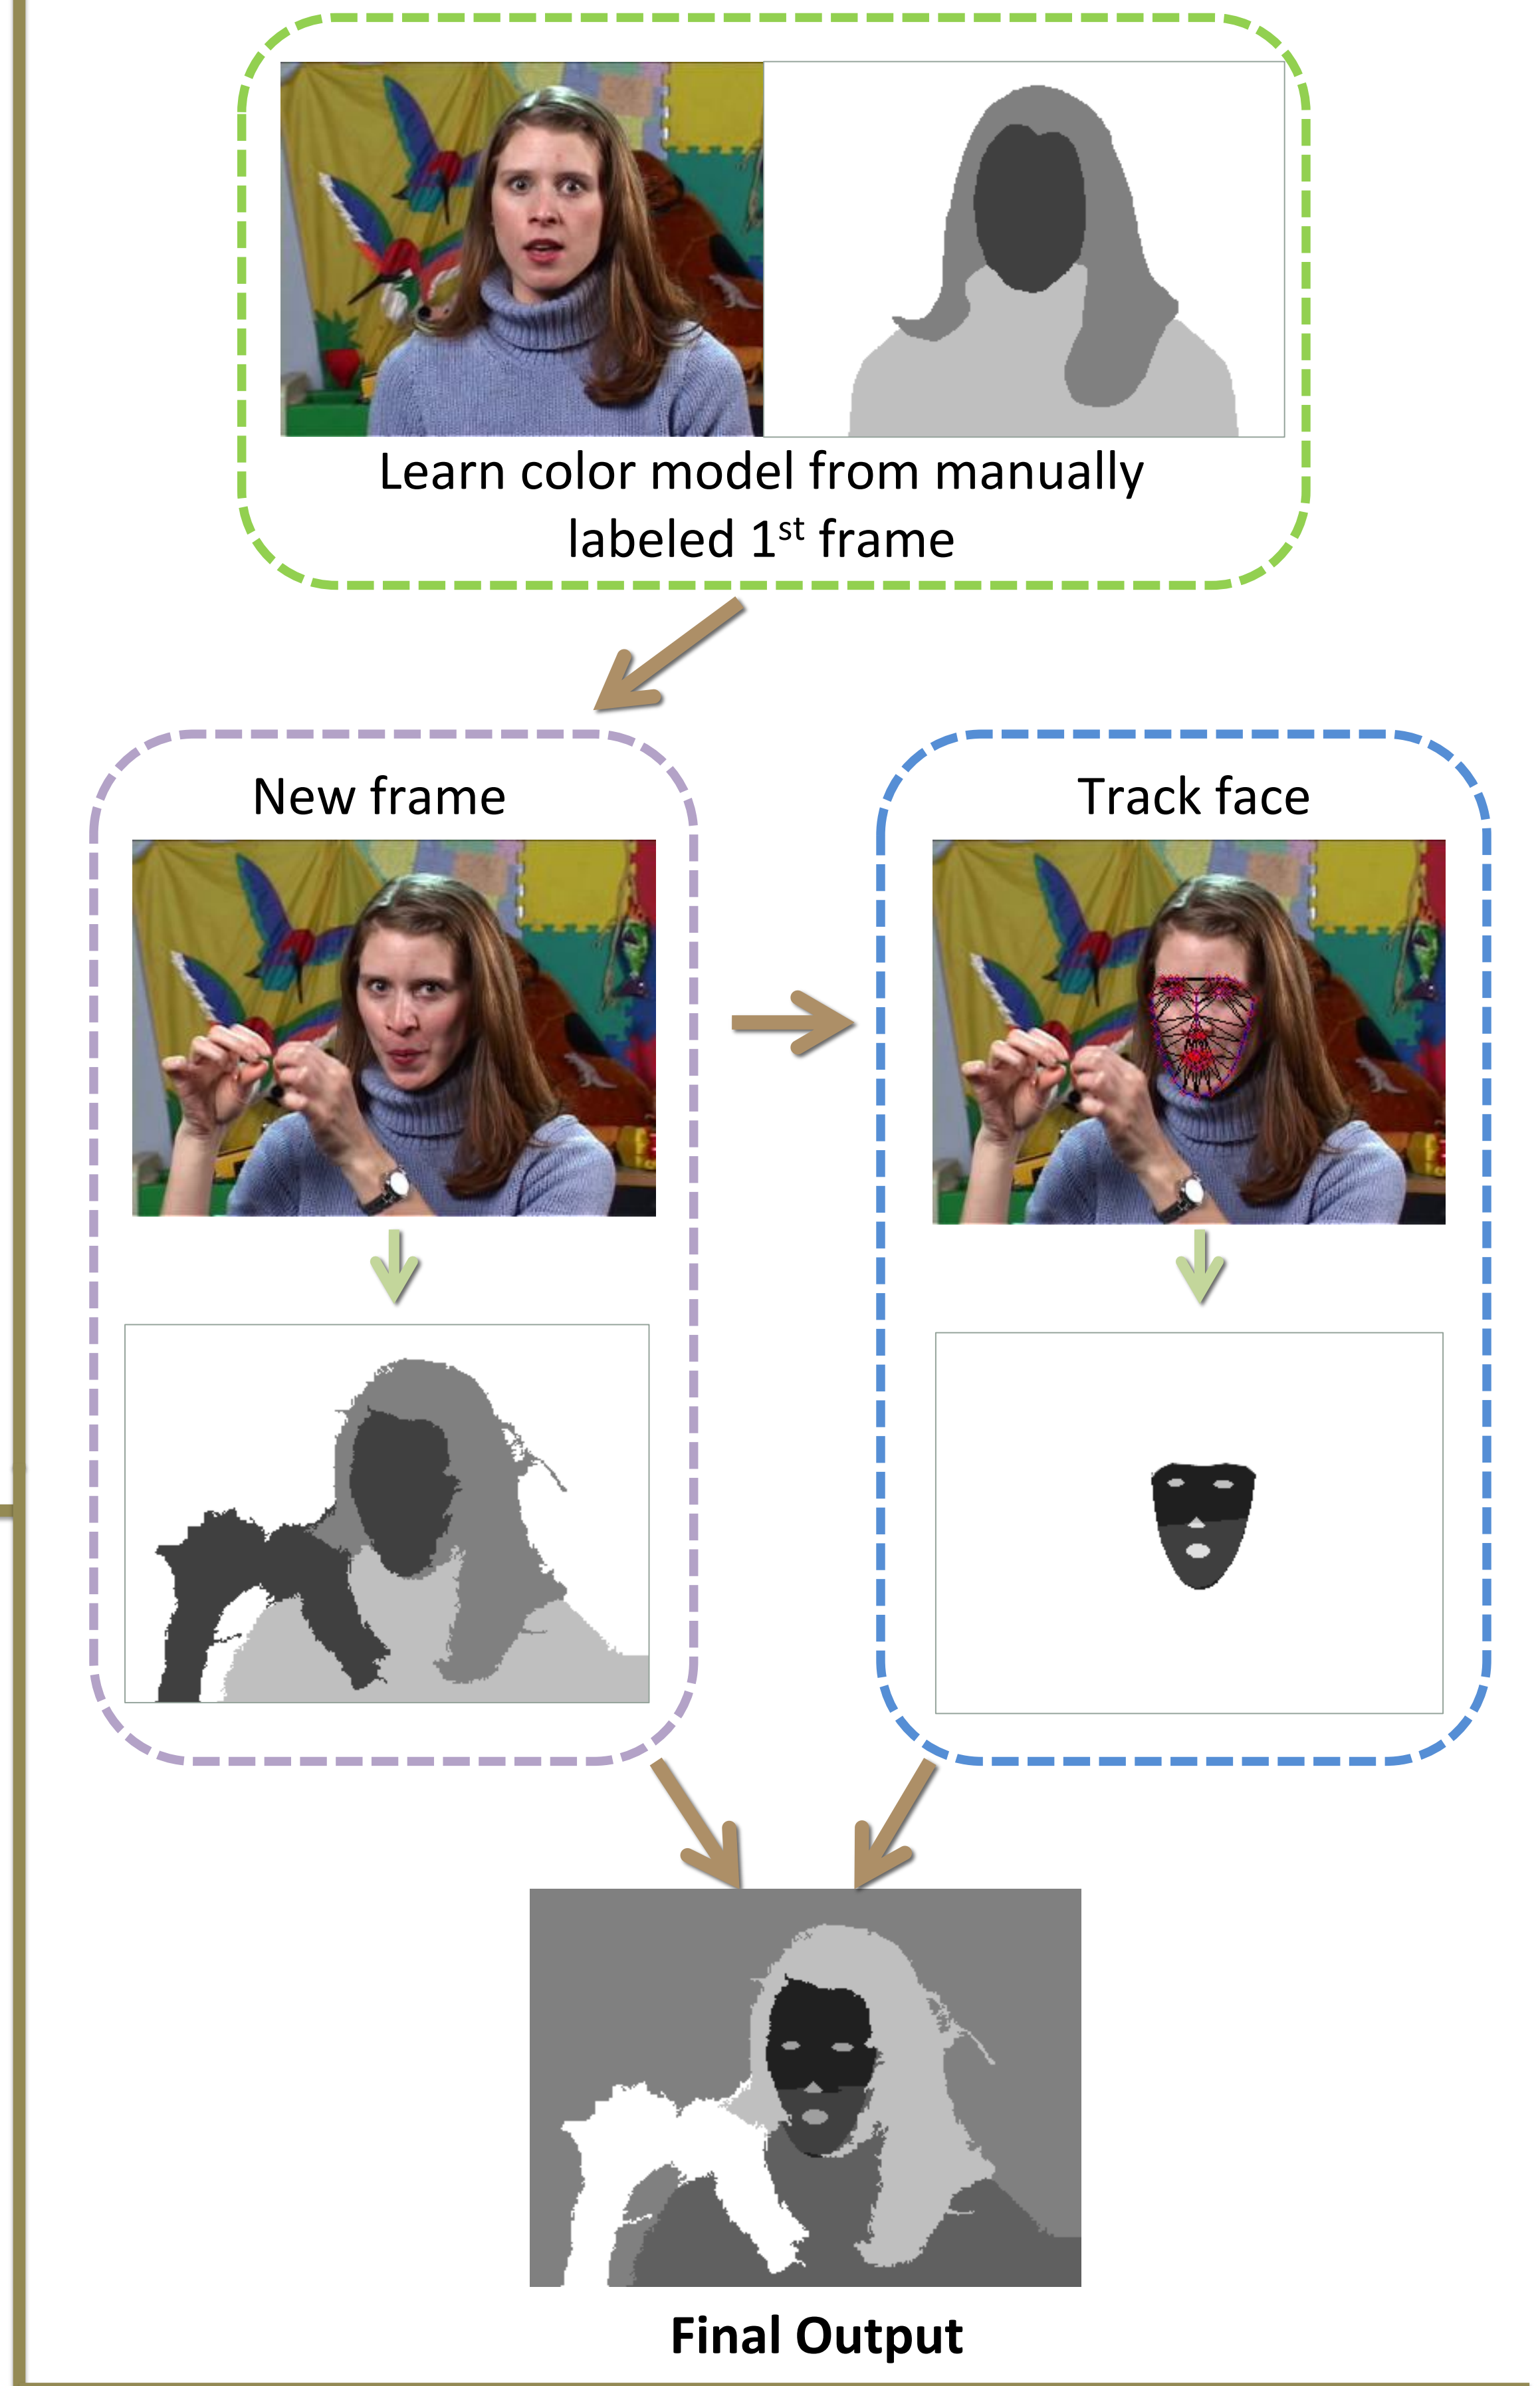 Learn color model from manually
labeled 1st frame
New frame
Track face
Final Output